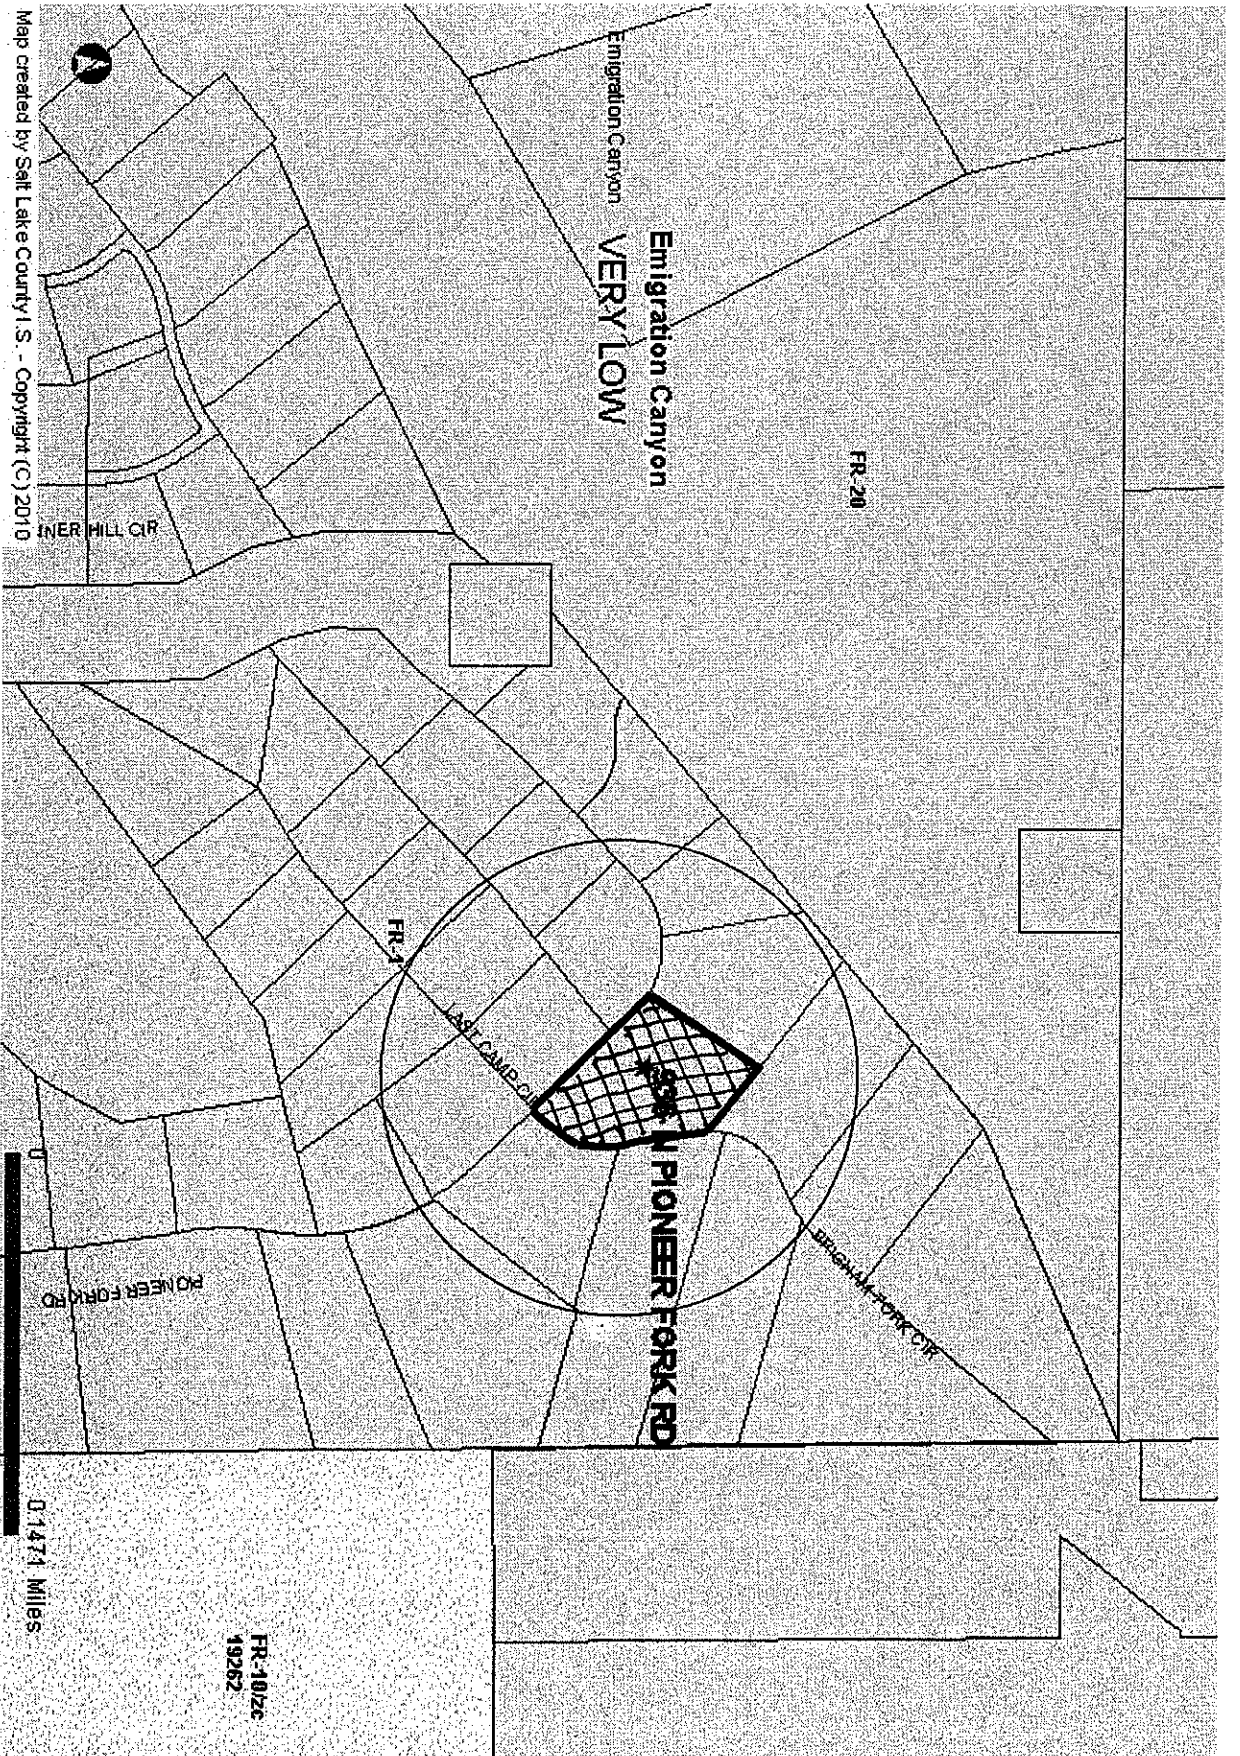 FR-20
Emigration Canyon
VERY LOW
Emigration Canyon
N PIONEER FORK RD
BRIGHAM FORK CIR
LAST CAMP CIR
FR-1
PIONEER FORK RD
INER HILL CIR
FR-10/zc
19262
0
0.1471 Miles
Map created by Salt Lake County I.S. - Copyright (C) 2010